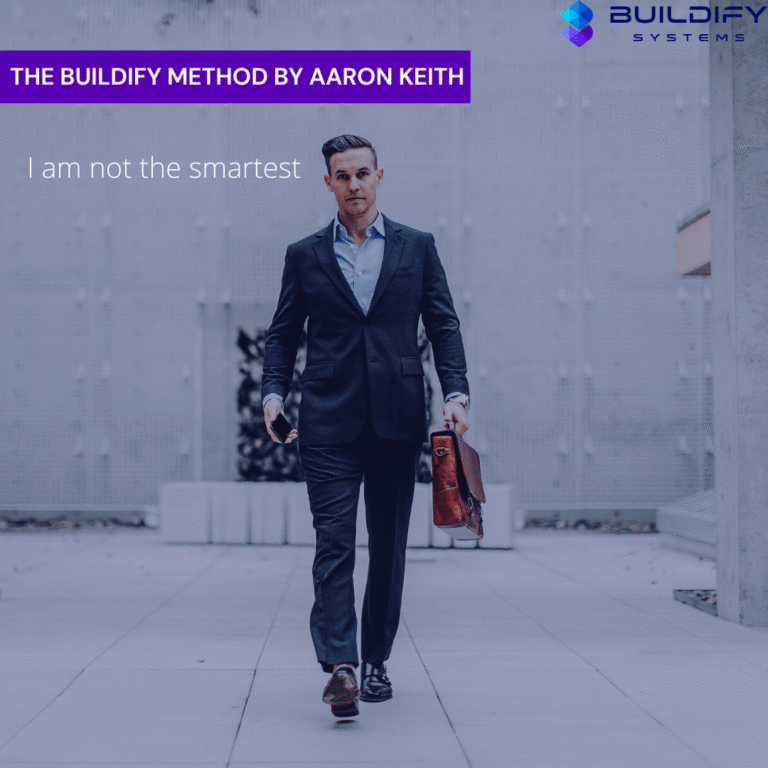 BUILDIFY
SYSTEMS
THE BUILDIFY METHOD BY AARON KEITH
I am not the smartest